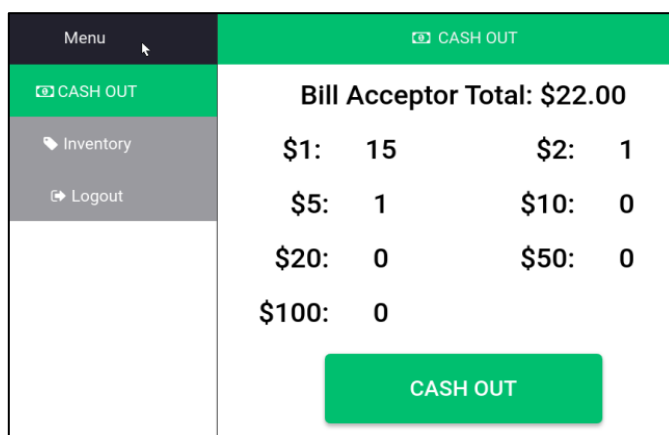 Menu
CASH OUT
CASH OUT
Inventory
Logout
Bill Acceptor Total: $22.00
$1: 15 $2: 1
$5: 1 $10: 0
$20: 0 $50: 0
$100: 0
CASH OUT